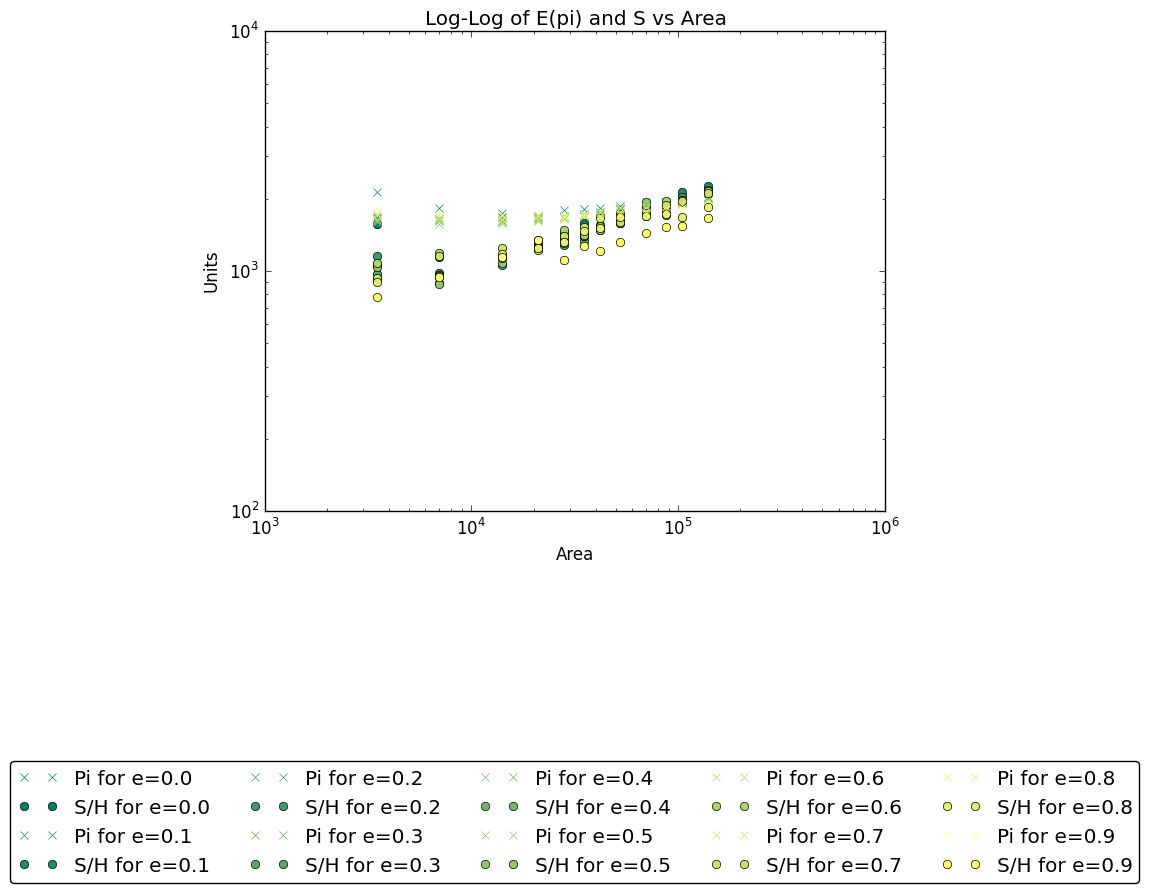 Log-Log of E(pi) and S vs Area
10^4
10^3
10^2
Units
10^3 10^4 10^5 10^6
Area
Pi for e=0.0 Pi for e=0.2 Pi for e=0.4 Pi for e=0.6 Pi for e=0.8
S/H for e=0.0 S/H for e=0.2 S/H for e=0.4 S/H for e=0.6 S/H for e=0.8
Pi for e=0.1 Pi for e=0.3 Pi for e=0.5 Pi for e=0.7 Pi for e=0.9
S/H for e=0.1 S/H for e=0.3 S/H for e=0.5 S/H for e=0.7 S/H for e=0.9